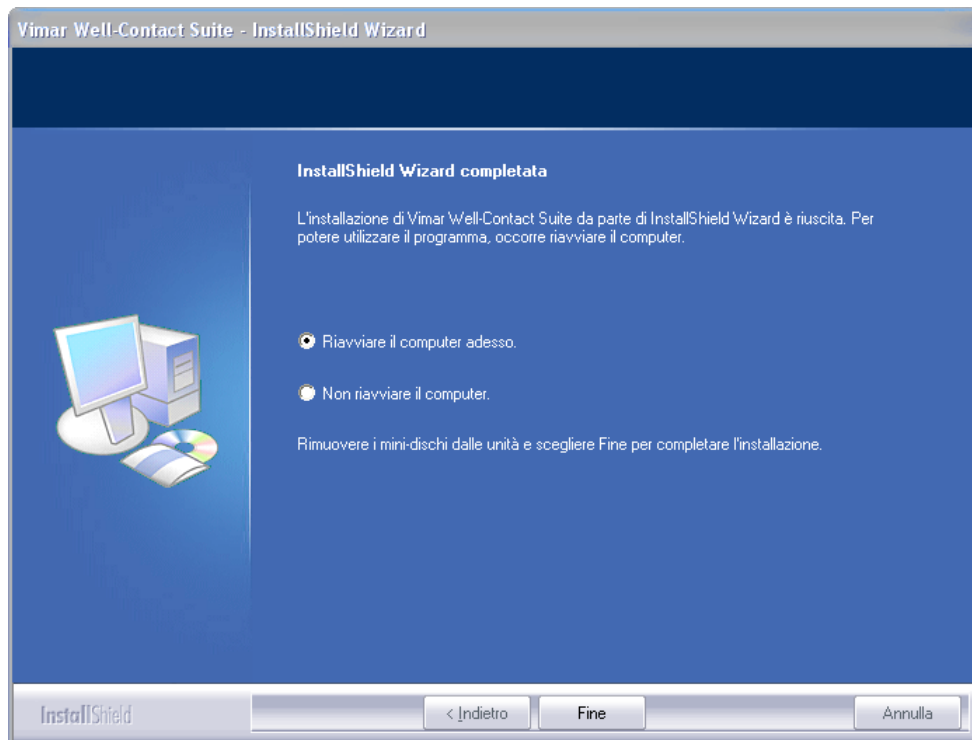 Vimar Well-Contact Suite - InstallShield Wizard
InstallShield Wizard completata
L'installazione di Vimar Well-Contact Suite da parte di InstallShield Wizard è riuscita. Per
potere utilizzare il programma, occorre riavviare il computer.
Riavviare il computer adesso.
Non riavviare il computer.
Rimuovere i mini-dischi dalle unità e scegliere Fine per completare l'installazione.
InstallShield
< Indietro
Fine
Annulla